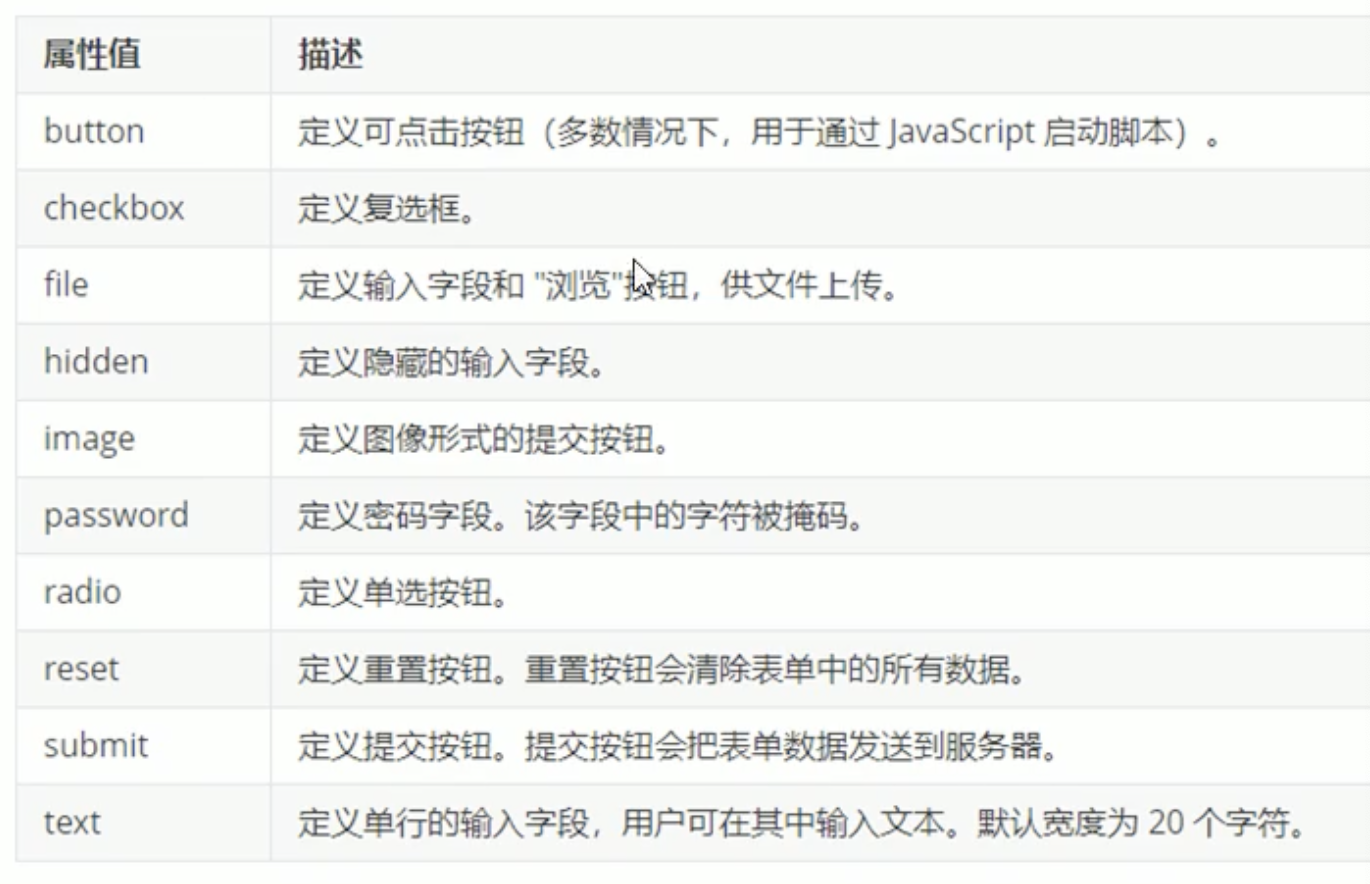 属性值 描述
button 定义可点击按钮（多数情况下，用于通过 JavaScript 启动脚本）。
checkbox 定义复选框。
file 定义输入字段和 "浏览"按钮，供文件上传。
hidden 定义隐藏的输入字段。
image 定义图像形式的提交按钮。
password 定义密码字段。该字段中的字符被掩码。
radio 定义单选按钮。
reset 定义重置按钮。重置按钮会清除表单中的所有数据。
submit 定义提交按钮。提交按钮会把表单数据发送到服务器。
text 定义单行的输入字段，用户可在其中输入文本。默认宽度为 20 个字符。